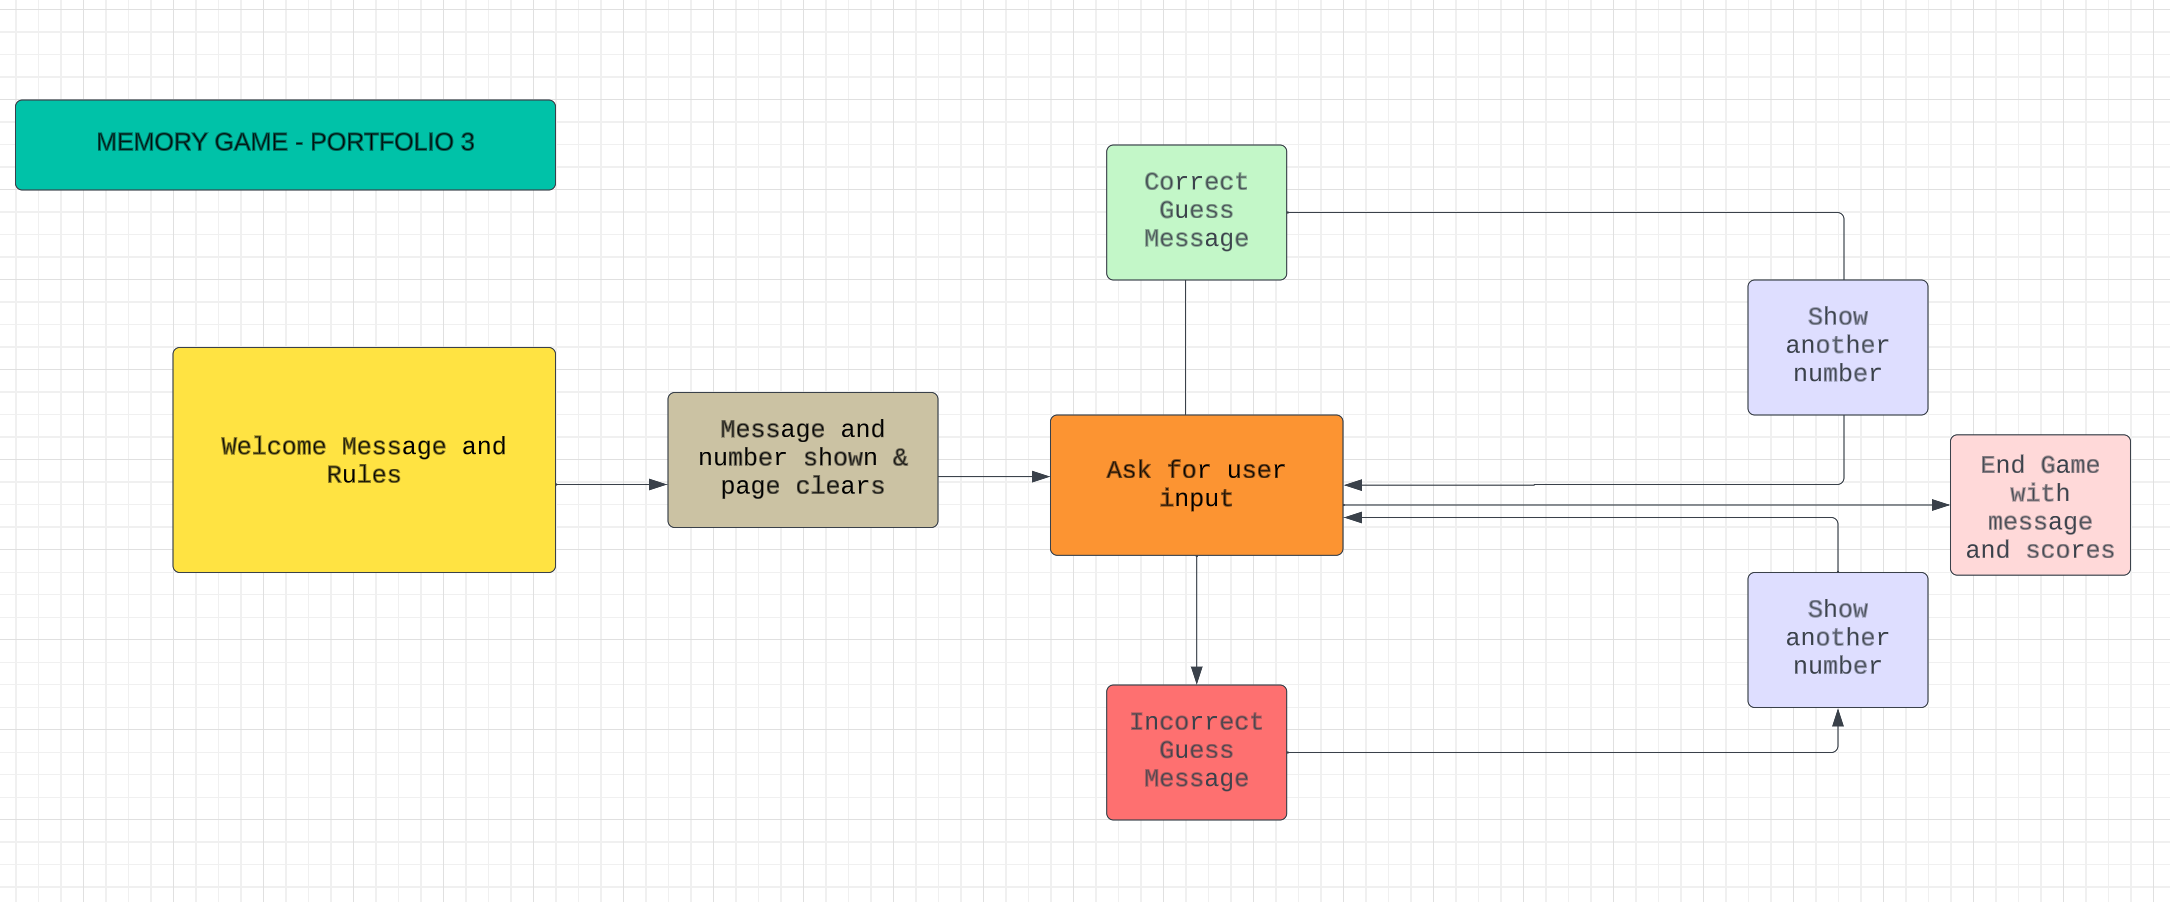 MEMORY GAME - PORTFOLIO 3
Welcome Message and
Rules
Message and
number shown &
page clears
Correct
Guess
Message
Ask for user
input
Incorrect
Guess
Message
Show
another
number
Show
another
number
End Game
with
message
and scores